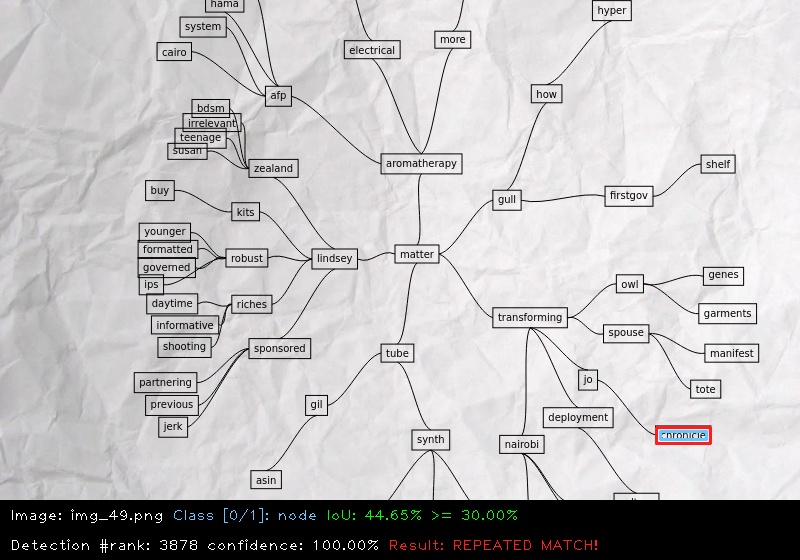 hama
hyper
system
more
electrical
cairo
how
afp
bdsm
irrelevant
teenage
susan
aromatherapy
shelf
zealand
buy
firstgov
gull
kits
younger
formatted
matter
robust
lindsey
governed
genes
ips
owl
daytime
riches
garments
transforming
informative
spouse
shooting
sponsored
tube
manifest
partnering
jo
tote
previous
gil
deployment
jerk
chronicle
synth
nairobi
asin
Image: img_49.png Class [0/1]: node IoU: 44.65% >= 30.00%
Detection #rank: 3878 confidence: 100.00% Result: REPEATED MATCH!